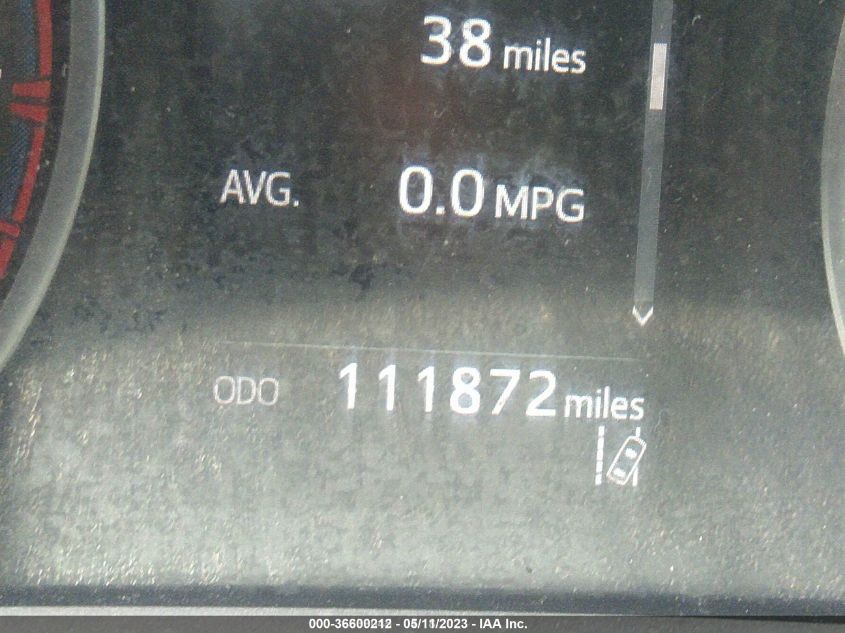 38 miles
AVG. 0.0 MPG
ODO 111872 miles
000-36600212 - 05/11/2023 - IAA Inc.